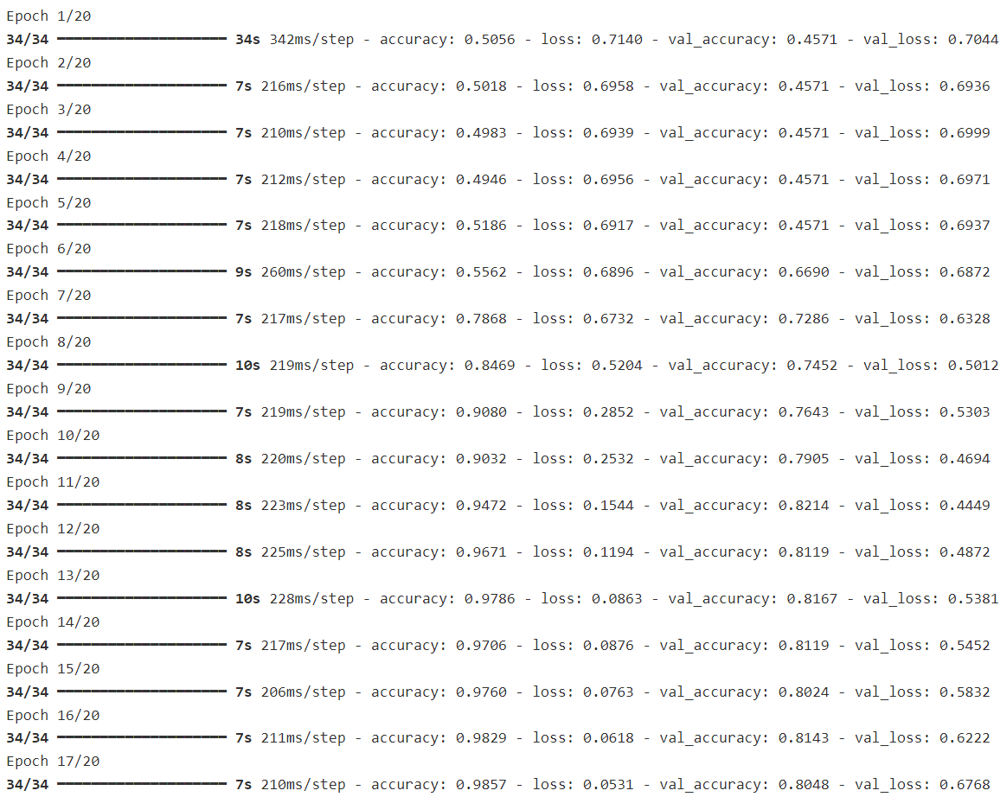 Epoch 1/20
34/34 ━━━━━━━━━━━━━━━━━━━━ 34s 342ms/step - accuracy: 0.5056 - loss: 0.7140 - val_accuracy: 0.4571 - val_loss: 0.7044
Epoch 2/20
34/34 ━━━━━━━━━━━━━━━━━━━━ 7s 216ms/step - accuracy: 0.5018 - loss: 0.6958 - val_accuracy: 0.4571 - val_loss: 0.6936
Epoch 3/20
34/34 ━━━━━━━━━━━━━━━━━━━━ 7s 210ms/step - accuracy: 0.4983 - loss: 0.6939 - val_accuracy: 0.4571 - val_loss: 0.6999
Epoch 4/20
34/34 ━━━━━━━━━━━━━━━━━━━━ 7s 212ms/step - accuracy: 0.4946 - loss: 0.6956 - val_accuracy: 0.4571 - val_loss: 0.6971
Epoch 5/20
34/34 ━━━━━━━━━━━━━━━━━━━━ 7s 218ms/step - accuracy: 0.5186 - loss: 0.6917 - val_accuracy: 0.4571 - val_loss: 0.6937
Epoch 6/20
34/34 ━━━━━━━━━━━━━━━━━━━━ 9s 260ms/step - accuracy: 0.5562 - loss: 0.6896 - val_accuracy: 0.6690 - val_loss: 0.6872
Epoch 7/20
34/34 ━━━━━━━━━━━━━━━━━━━━ 7s 217ms/step - accuracy: 0.7868 - loss: 0.6732 - val_accuracy: 0.7286 - val_loss: 0.6328
Epoch 8/20
34/34 ━━━━━━━━━━━━━━━━━━━━ 10s 219ms/step - accuracy: 0.8469 - loss: 0.5204 - val_accuracy: 0.7452 - val_loss: 0.5012
Epoch 9/20
34/34 ━━━━━━━━━━━━━━━━━━━━ 7s 219ms/step - accuracy: 0.9080 - loss: 0.2852 - val_accuracy: 0.7643 - val_loss: 0.5303
Epoch 10/20
34/34 ━━━━━━━━━━━━━━━━━━━━ 8s 220ms/step - accuracy: 0.9032 - loss: 0.2532 - val_accuracy: 0.7905 - val_loss: 0.4694
Epoch 11/20
34/34 ━━━━━━━━━━━━━━━━━━━━ 8s 223ms/step - accuracy: 0.9472 - loss: 0.1544 - val_accuracy: 0.8214 - val_loss: 0.4449
Epoch 12/20
34/34 ━━━━━━━━━━━━━━━━━━━━ 8s 225ms/step - accuracy: 0.9671 - loss: 0.1194 - val_accuracy: 0.8119 - val_loss: 0.4872
Epoch 13/20
34/34 ━━━━━━━━━━━━━━━━━━━━ 10s 228ms/step - accuracy: 0.9786 - loss: 0.0863 - val_accuracy: 0.8167 - val_loss: 0.5381
Epoch 14/20
34/34 ━━━━━━━━━━━━━━━━━━━━ 7s 217ms/step - accuracy: 0.9706 - loss: 0.0876 - val_accuracy: 0.8119 - val_loss: 0.5452
Epoch 15/20
34/34 ━━━━━━━━━━━━━━━━━━━━ 7s 206ms/step - accuracy: 0.9760 - loss: 0.0763 - val_accuracy: 0.8024 - val_loss: 0.5832
Epoch 16/20
34/34 ━━━━━━━━━━━━━━━━━━━━ 7s 211ms/step - accuracy: 0.9829 - loss: 0.0618 - val_accuracy: 0.8143 - val_loss: 0.6222
Epoch 17/20
34/34 ━━━━━━━━━━━━━━━━━━━━ 7s 210ms/step - accuracy: 0.9857 - loss: 0.0531 - val_accuracy: 0.8048 - val_loss: 0.6768